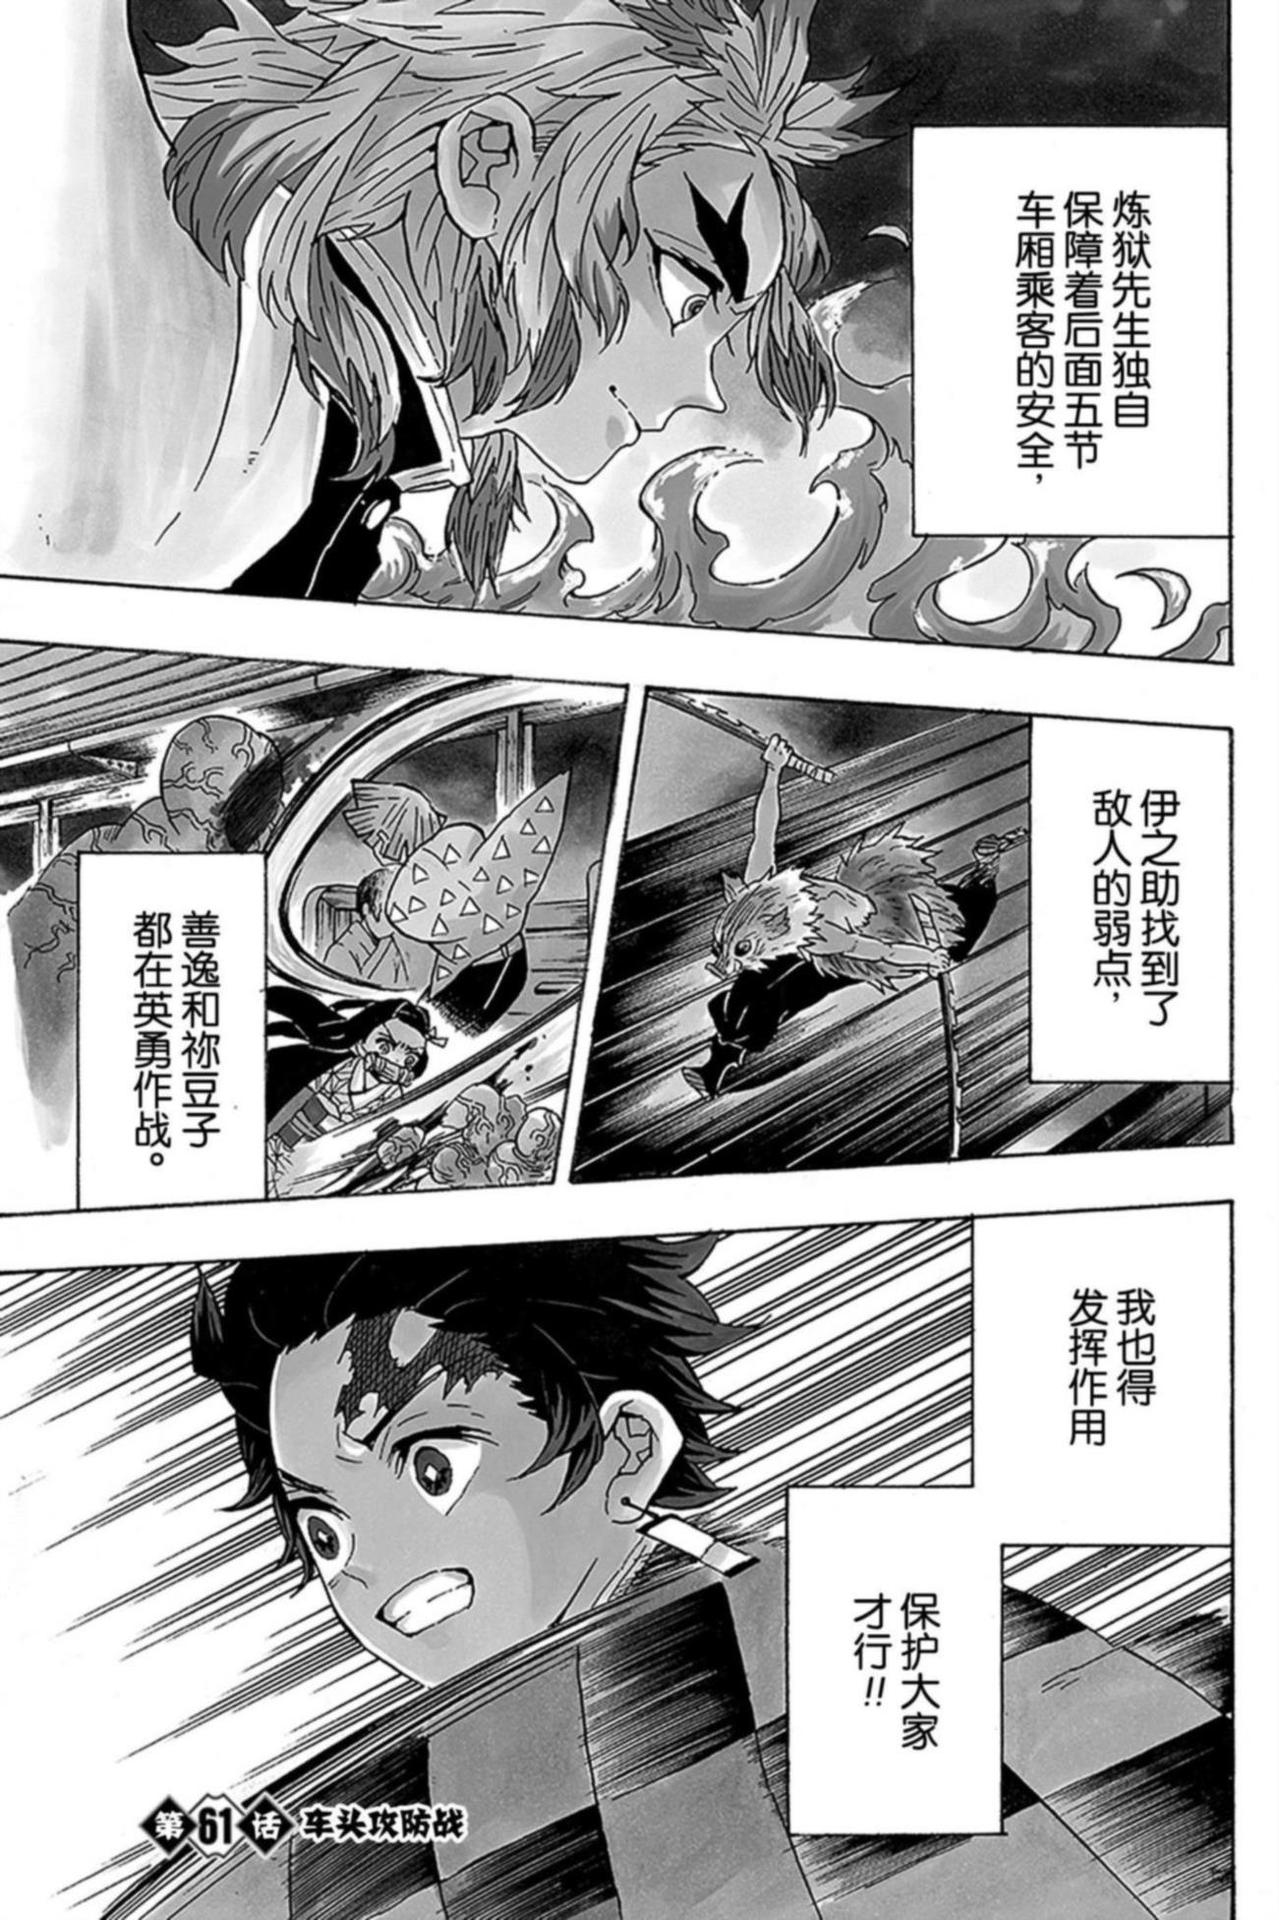 炼狱先生独自
保障着后面五节
车厢乘客的安全，
伊之助找到了
敌人的弱点，
善逸和祢豆子
都在英勇作战。
我也得
发挥作用
保护大家
才行!!
第61话 车头攻防战